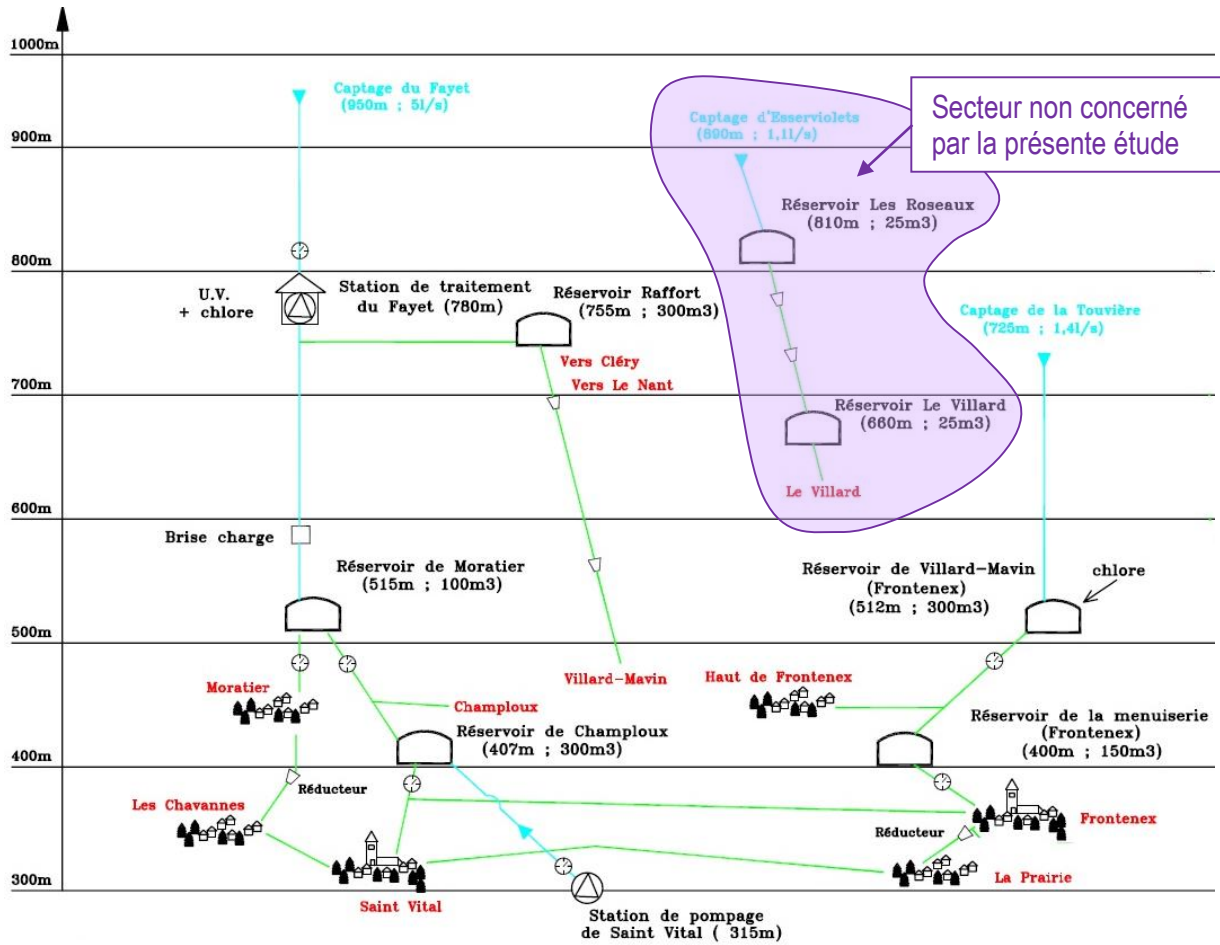 1000m
Captage du Fayet
(950m ; 5l/s)
Secteur non concerné
par la présente étude
900m
Captage d'Esserviolets
(890m ; 1,1l/s)
Réservoir Les Roseaux
(810m ; 25m3)
800m
U.V.
+ chlore
Station de traitement
du Fayet (780m)
Réservoir Raffort
(755m ; 300m3)
Captage de la Touvière
(725m ; 1,4l/s)
Vers Cléry
Vers Le Nant
700m
Réservoir Le Villard
(660m ; 25m3)
Le Villard
600m
Brise charge
Réservoir de Moratier
(515m ; 100m3)
Réservoir de Villard-Mavin
(Frontenex)
(512m ; 300m3)
chlore
500m
Moratier
Villard-Mavin
Haut de Frontenex
Champloux
Réservoir de Champloux
(407m ; 300m3)
Réservoir de la menuiserie
(Frontenex)
(400m ; 150m3)
400m
Réducteur
Les Chavannes
Frontenex
Réducteur
300m
Saint Vital
La Prairie
Station de pompage
de Saint Vital ( 315m)